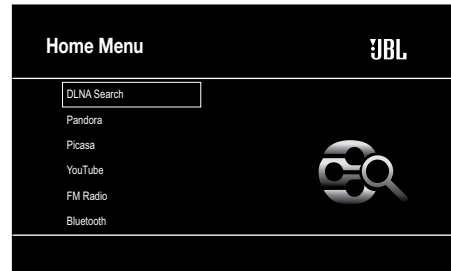 Home Menu
JBL
DLNA Search
Pandora
Picasa
YouTube
FM Radio
Bluetooth